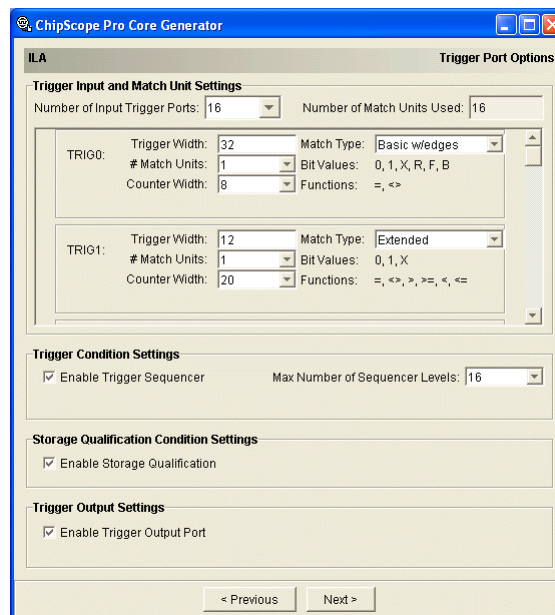 ChipScope Pro Core Generator
ILA Trigger Port Options
Trigger Input and Match Unit Settings
Number of Input Trigger Ports: 16 Number of Match Units Used: 16
Trigger Width: 32 Match Type: Basic w/edges
TRIG0:
# Match Units: 1 Bit Values: 0, 1, X, R, F, B
Counter Width: 8 Functions: =, <>
Trigger Width: 12 Match Type: Extended
TRIG1:
# Match Units: 1 Bit Values: 0, 1, X
Counter Width: 20 Functions: =, <>, >, >=, <, <=
Trigger Condition Settings
Enable Trigger Sequencer Max Number of Sequencer Levels: 16
Storage Qualification Condition Settings
Enable Storage Qualification
Trigger Output Settings
Enable Trigger Output Port
< Previous Next >